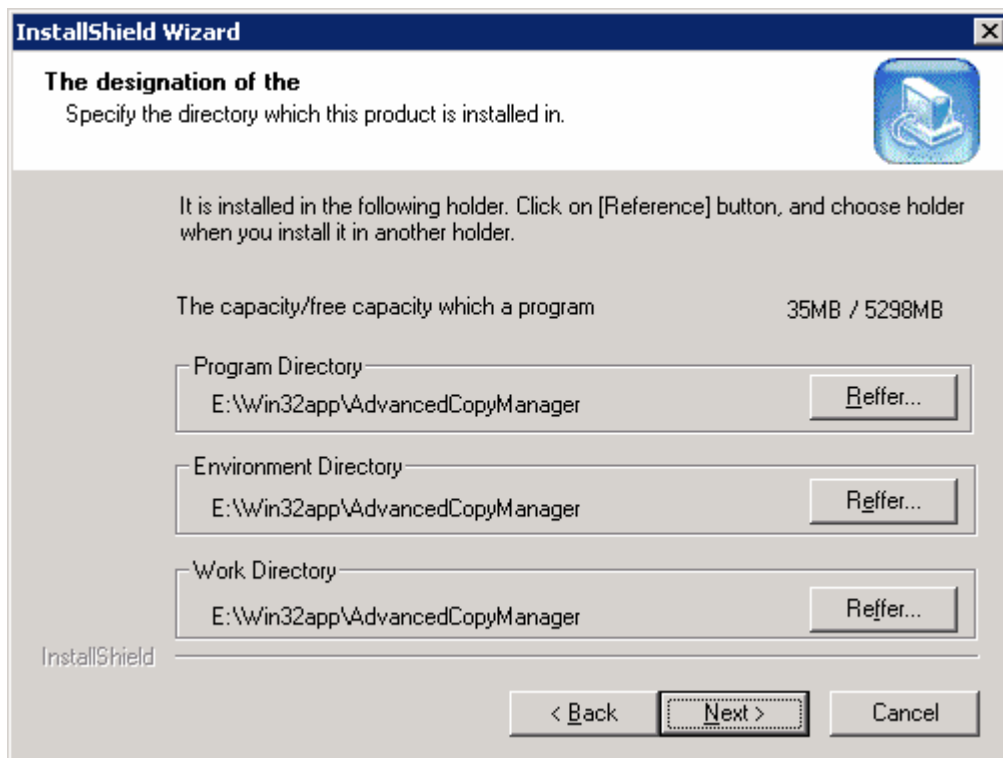 InstallShield Wizard
The designation of the
Specify the directory which this product is installed in.
It is installed in the following holder. Click on [Reference] button, and choose holder
when you install it in another holder.
The capacity/free capacity which a program 35MB / 5298MB
Program Directory
E:\Win32app\AdvancedCopyManager Reffer...
Environment Directory
E:\Win32app\AdvancedCopyManager Reffer...
Work Directory
E:\Win32app\AdvancedCopyManager Reffer...
InstallShield
< Back Next > Cancel